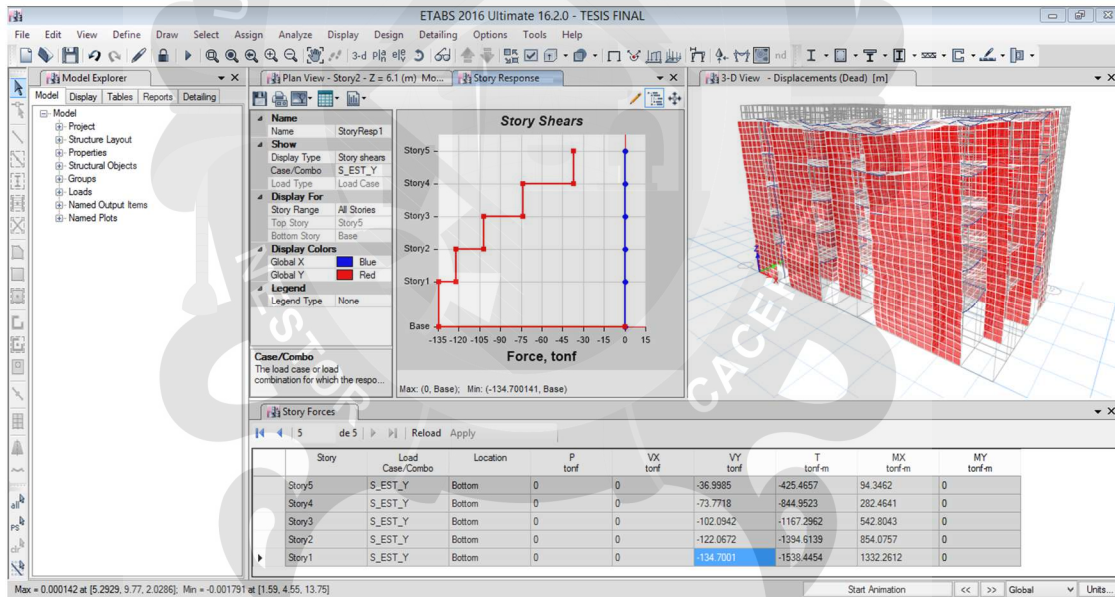 ETABS 2016 Ultimate 16.2.0 - TESIS FINAL
File Edit View Define Draw Select Assign Analyze Display Design Detailing Options Tools Help
3-d plą elę nd
Model Explorer
Model Display Tables Reports Detailing
Model
Project
Structure Layout
Properties
Structural Objects
Groups
Loads
Named Output Items
Named Plots
all
ps
clr
Plan View - Story2 - Z = 6.1 (m) Mo... Story Response
Name
Name StoryResp1
Show
Display Type Story shears
Case/Combo S_EST_Y
Load Type Load Case
Display For
Story Range All Stories
Top Story Story5
Bottom Story Base
Display Colors
Global X Blue
Global Y Red
Legend
Legend Type None
Case/Combo
The load case or load
combination for which the respo...
Story Shears
Story5
Story4
Story3
Story2
Story1
Base
-135 -120 -105 -90 -75 -60 -45 -30 -15 0 15
Force, tonf
Max: (0, Base); Min: (-134.700141, Base)
3-D View - Displacements (Dead) [m]
NESTOR
CACER
Story Forces
5 de 5 Reload Apply
Story Load Case/Combo Location P tonf VX tonf VY tonf T tonf-m MX tonf-m MY tonf-m
Story5 S_EST_Y Bottom 0 0 -36.9985 -425.4657 94.3462 0
Story4 S_EST_Y Bottom 0 0 -73.7718 -844.9523 282.4641 0
Story3 S_EST_Y Bottom 0 0 -102.0942 -1167.2962 542.8043 0
Story2 S_EST_Y Bottom 0 0 -122.0672 -1394.6139 854.0757 0
Story1 S_EST_Y Bottom 0 0 -134.7001 -1538.4454 1332.2612 0
Max = 0.000142 at [5.2929, 9.77, 2.0286]; Min = -0.001791 at [1.59, 4.55, 13.75]
Start Animation << >> Global Units...